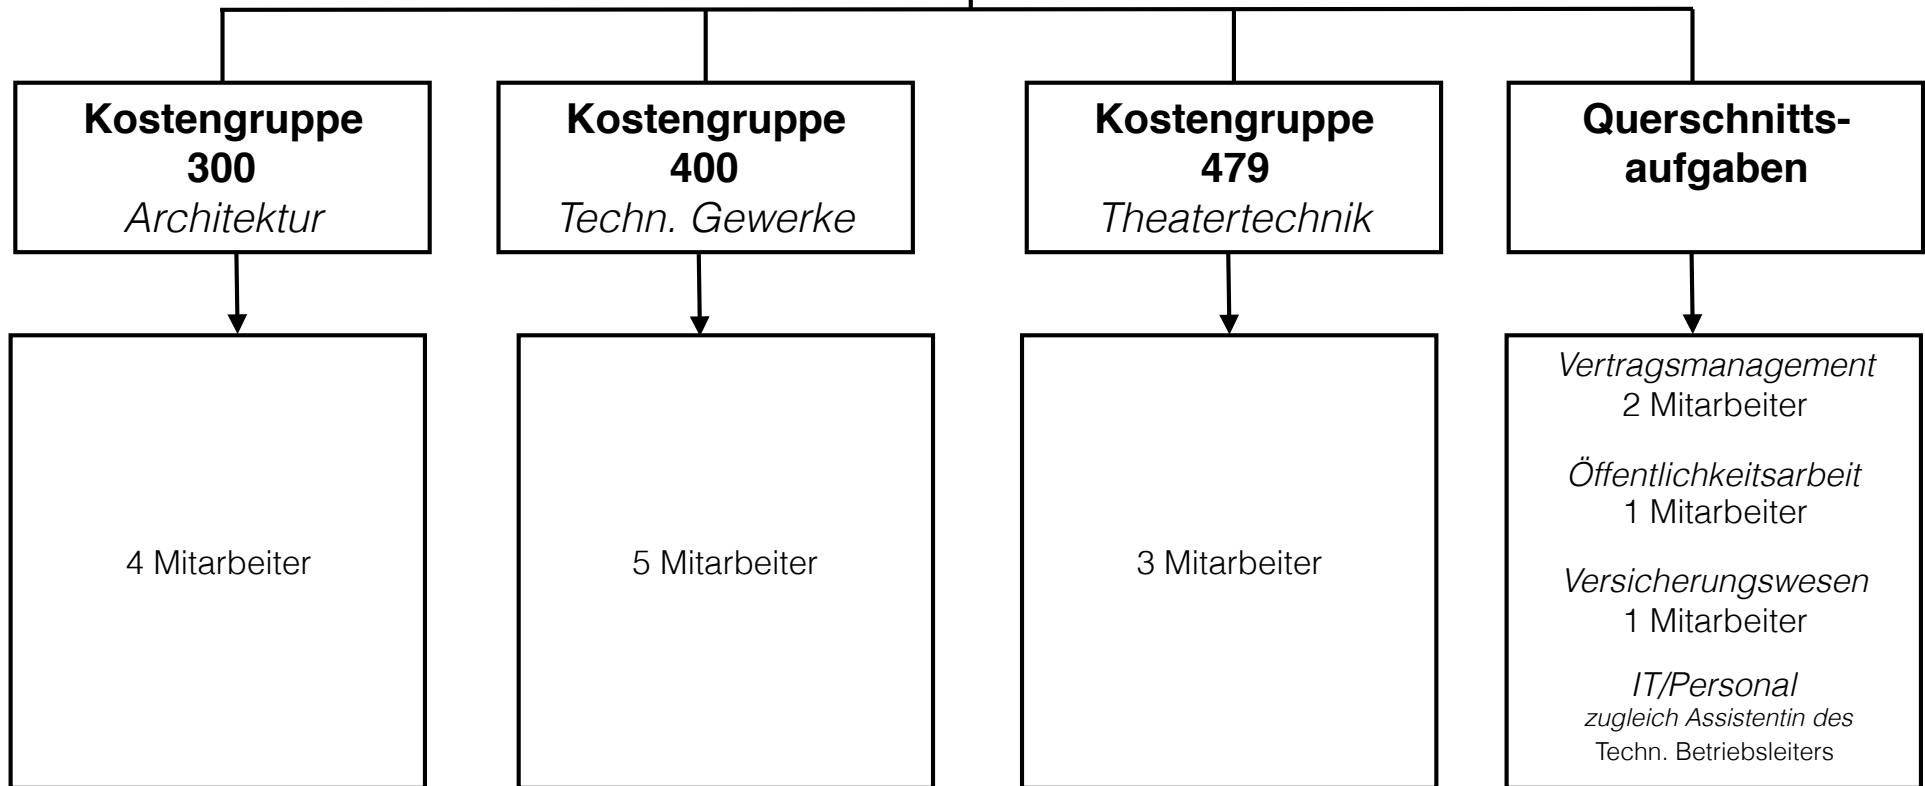 Kostengruppe
300
Architektur
Kostengruppe
400
Techn. Gewerke
Kostengruppe
479
Theatertechnik
Querschnitts-
aufgaben
4 Mitarbeiter
5 Mitarbeiter
3 Mitarbeiter
Vertragsmanagement
2 Mitarbeiter
Öffentlichkeitsarbeit
1 Mitarbeiter
Versicherungswesen
1 Mitarbeiter
IT/Personal
zugleich Assistentin des
Techn. Betriebsleiters